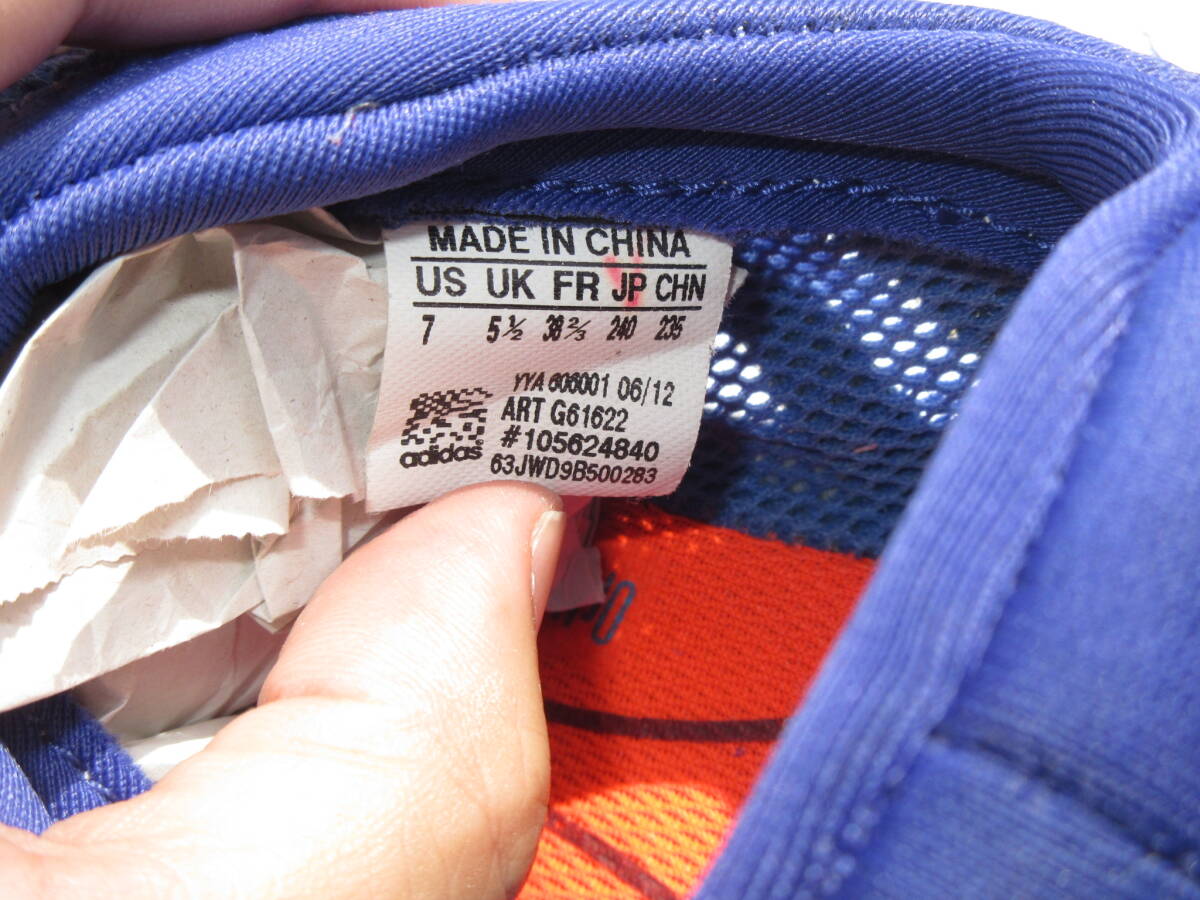 MADE IN CHINA
US UK FR JP CHN
7 5½ 38⅔ 240 235
YYA 606001 06/12
ART G61622
#105624840
adidas® 63JWD9B500283